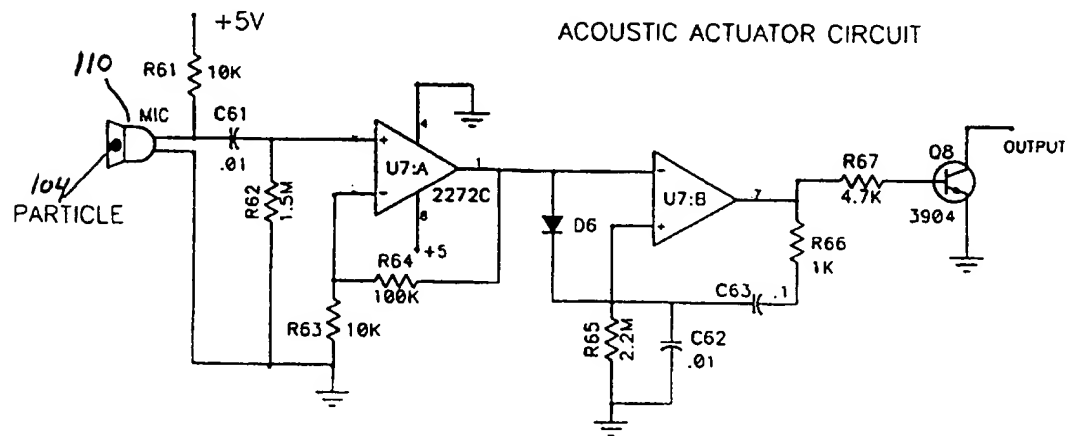 +5V
ACOUSTIC ACTUATOR CIRCUIT
110
R61
10K
MIC
C61
.01
4
104
PARTICLE
R62
1.5M
+
-
U7:A
1
2272C
8
+5
R64
100K
R63
10K
-
+
U7:B
7
D6
R67
4.7K
Q8
3904
OUTPUT
R66
1K
C63
.1
R65
2.2M
C62
.01